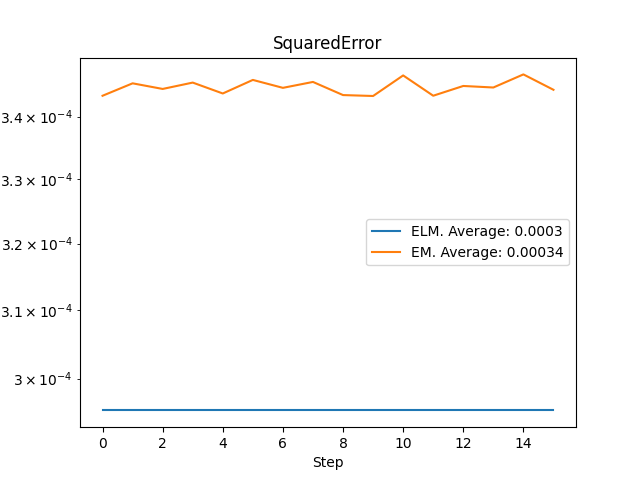 SquaredError
3.4 × 10⁻⁴
3.3 × 10⁻⁴
3.2 × 10⁻⁴
3.1 × 10⁻⁴
3 × 10⁻⁴
ELM. Average: 0.0003
EM. Average: 0.00034
0 2 4 6 8 10 12 14
Step